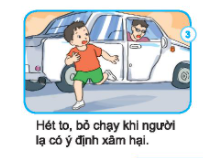 3
Hét to, bỏ chạy khi người
lạ có ý định xâm hại.